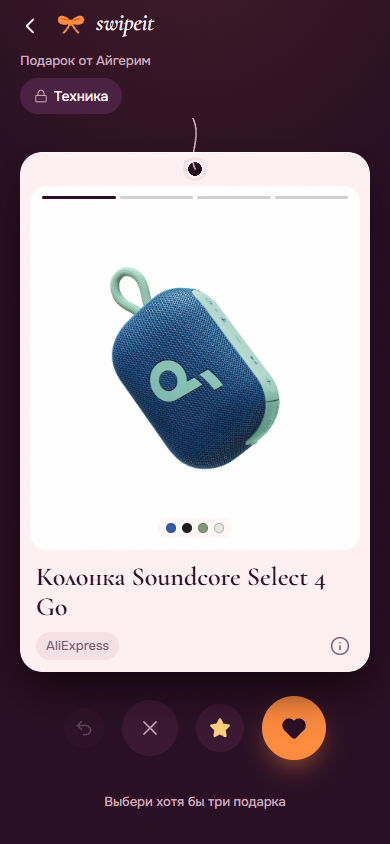 swipeit
Подарок от Айгерим
Техника
Колонка Soundcore Select 4
Go
AliExpress
Выбери хотя бы три подарка